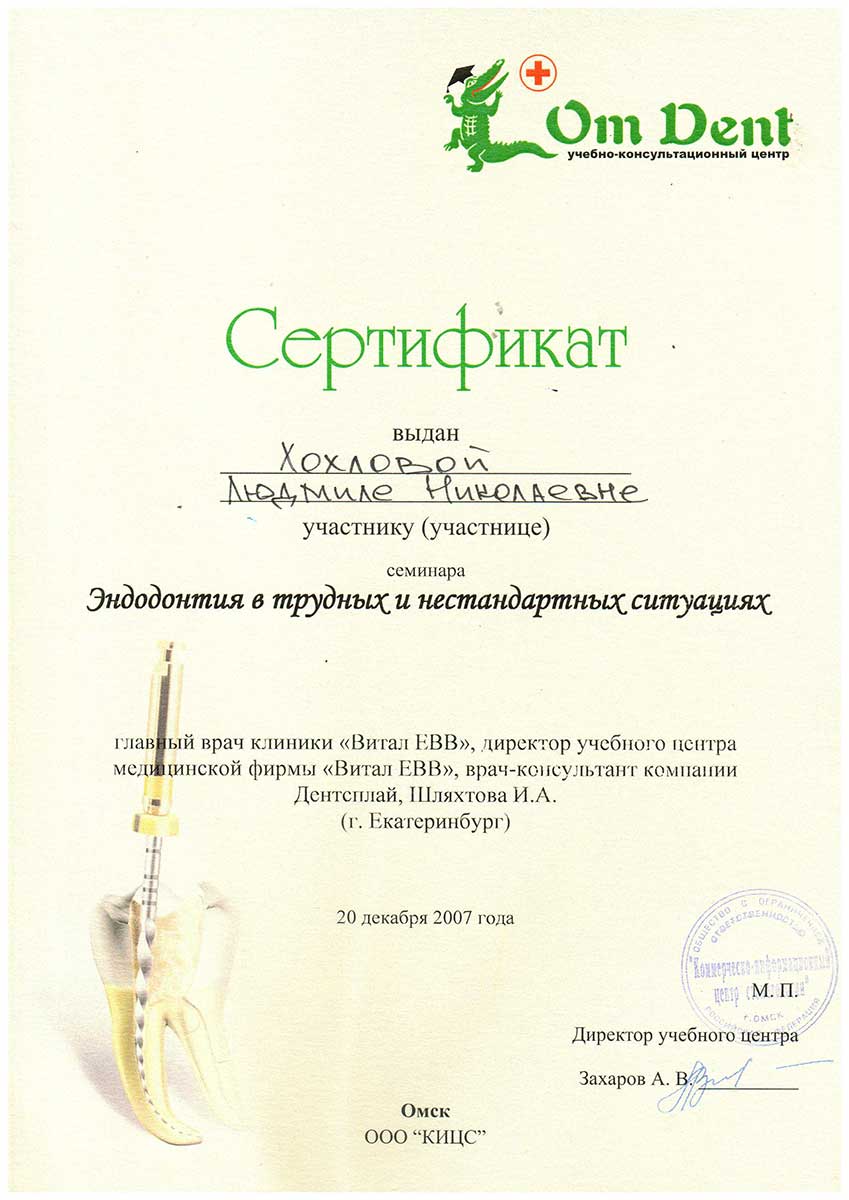 Om Dent
учебно-консультационный центр
Сертификат
выдан
Хохловой
Людмиле Николаевне
участнику (участнице)
семинара
Эндодонтия в трудных и нестандартных ситуациях
главный врач клиники «Витал ЕВВ», директор учебного центра
медицинской фирмы «Витал ЕВВ», врач-консультант компании
Дентсплай, Шляхтова И.А.
(г. Екатеринбург)
20 декабря 2007 года
ОБЩЕСТВО С ОГРАНИЧЕННОЙ
ОТВЕТСТВЕННОСТЬЮ
"Коммерческо-информационный
центр
г.ОМСК
РОССИЙСКАЯ ФЕДЕРАЦИЯ
М. П.
Директор учебного центра
Захаров А. В.
Омск
ООО “КИЦС”